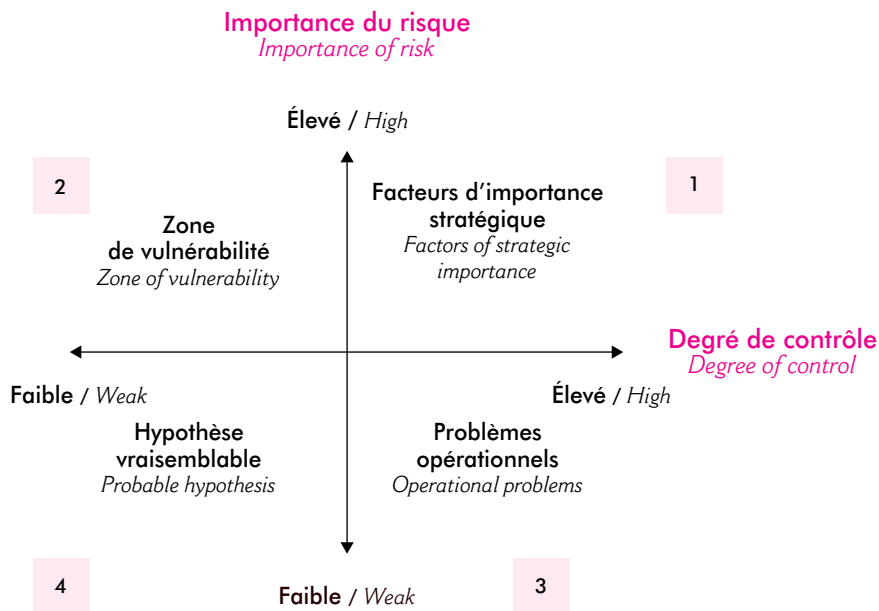 Importance du risque
Importance of risk
Élevé / High
2
1
Zone
de vulnérabilité
Zone of vulnerability
Facteurs d’importance
stratégique
Factors of strategic
importance
Degré de contrôle
Degree of control
Faible / Weak
Élevé / High
Hypothèse
vraisemblable
Probable hypothesis
Problèmes
opérationnels
Operational problems
4
Faible / Weak
3